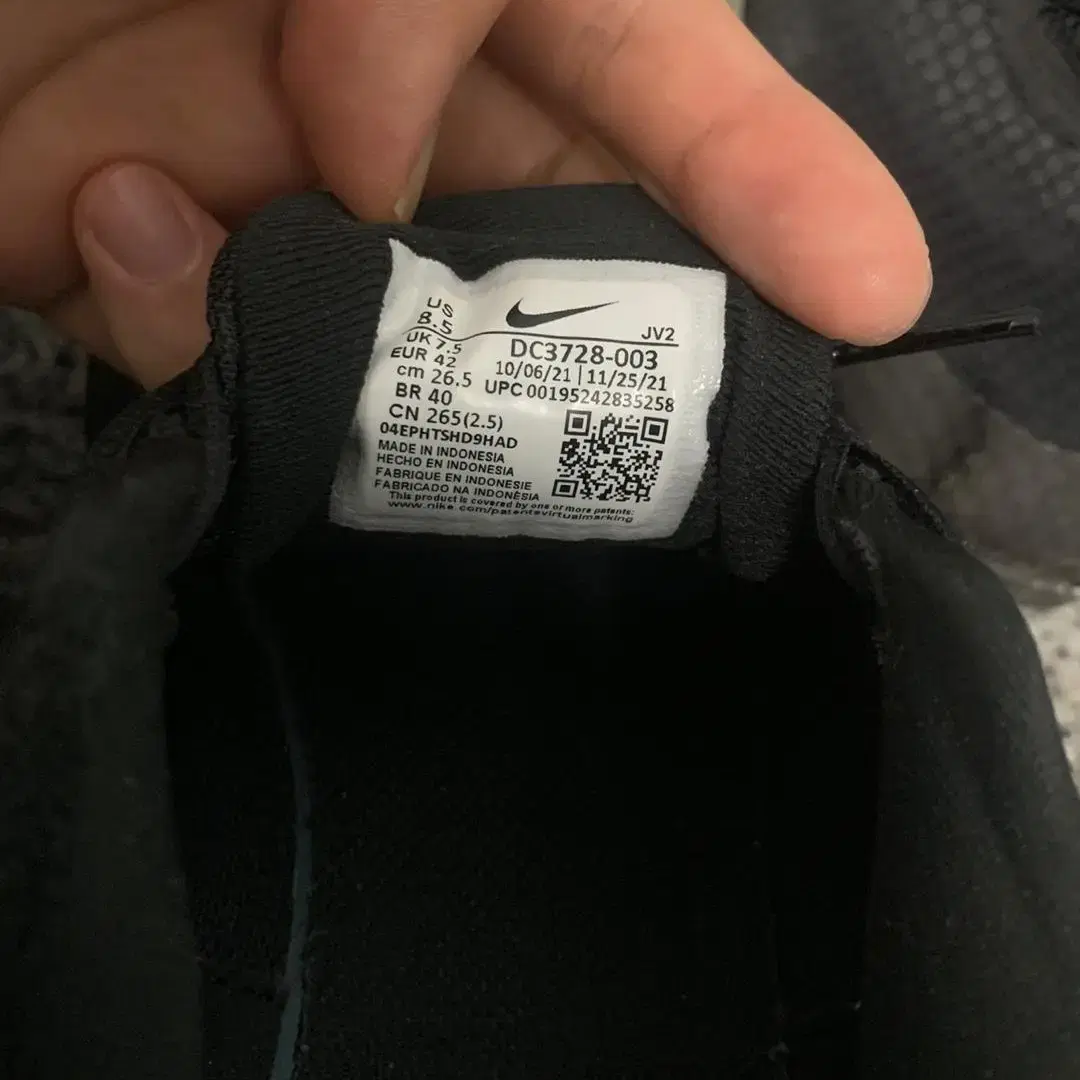 US
8.5
UK 7.5
EUR 42
cm 26.5
BR 40
CN 265(2.5)
04EPHTSHD9HAD
JV2
DC3728-003
10/06/21 | 11/25/21
UPC 00195242835258
MADE IN INDONESIA
HECHO EN INDONESIA
FABRIQUE EN INDONESIE
FABRICADO NA INDONÉSIA
This product is covered by one or more patents:
www.nike.com/patentsvirtualmarking